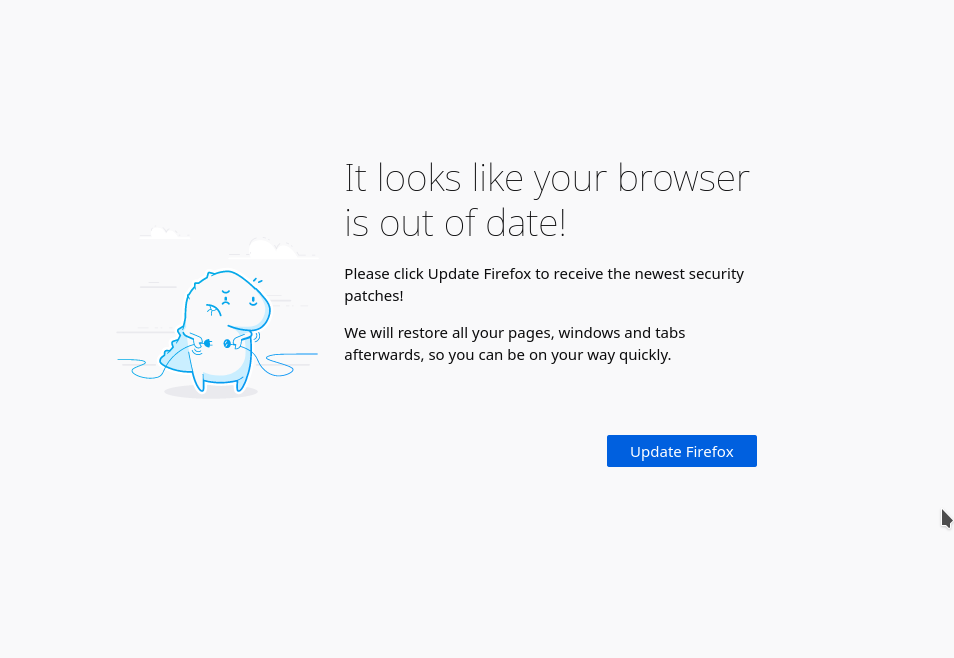 It looks like your browser
is out of date!
Please click Update Firefox to receive the newest security
patches!
We will restore all your pages, windows and tabs
afterwards, so you can be on your way quickly.
Update Firefox